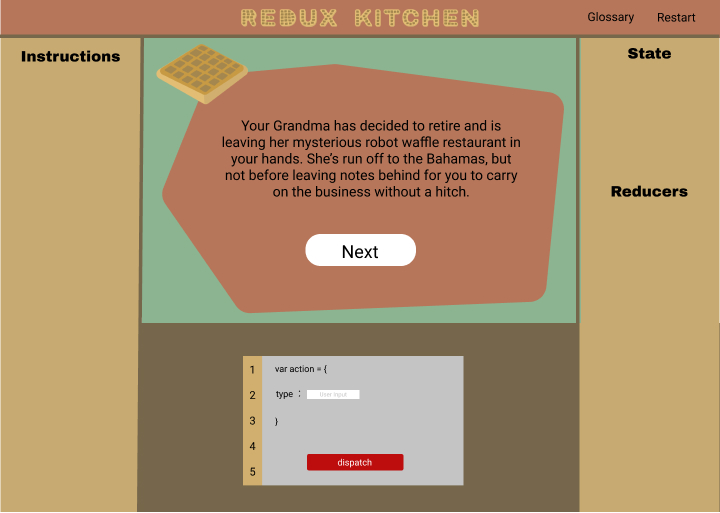 REDUX KITCHEN
Glossary
Restart
Instructions
State
Your Grandma has decided to retire and is
leaving her mysterious robot waffle restaurant in
your hands. She's run off to the Bahamas, but
not before leaving notes behind for you to carry
on the business without a hitch.
Reducers
Next
1 var action = {
2 type : User input
3 }
4
5
dispatch